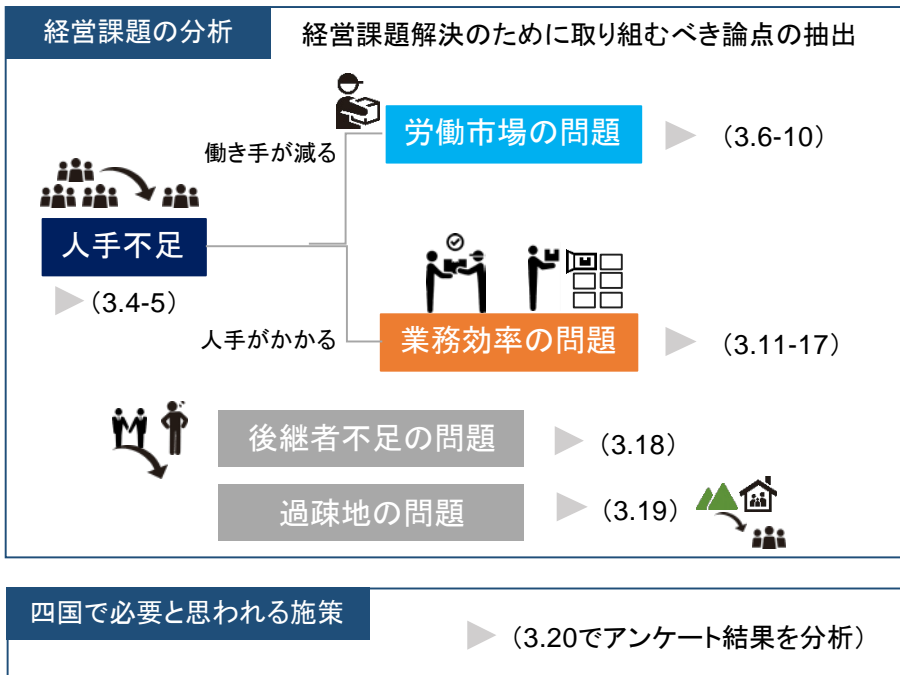 経営課題の分析
経営課題解決のために取り組むべき論点の抽出
働き手が減る
労働市場の問題
（3.6-10）
人手不足
（3.4-5）
人手がかかる
業務効率の問題
（3.11-17）
後継者不足の問題
（3.18）
過疎地の問題
（3.19）
四国で必要と思われる施策
（3.20でアンケート結果を分析）